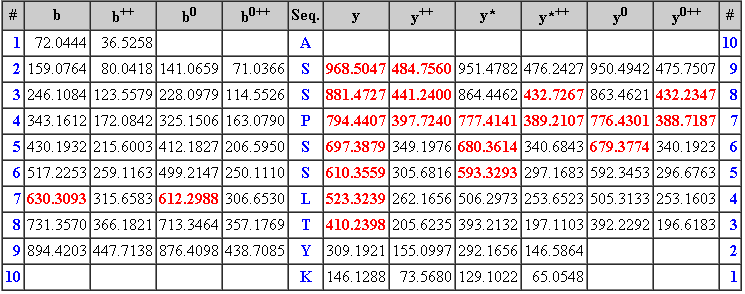 # b b++ b0 b0++ Seq. y y++ y* y*++ y0 y0++ #
1 72.0444 36.5258 A 10
2 159.0764 80.0418 141.0659 71.0366 S 968.5047 484.7560 951.4782 476.2427 950.4942 475.7507 9
3 246.1084 123.5579 228.0979 114.5526 S 881.4727 441.2400 864.4462 432.7267 863.4621 432.2347 8
4 343.1612 172.0842 325.1506 163.0790 P 794.4407 397.7240 777.4141 389.2107 776.4301 388.7187 7
5 430.1932 215.6003 412.1827 206.5950 S 697.3879 349.1976 680.3614 340.6843 679.3774 340.1923 6
6 517.2253 259.1163 499.2147 250.1110 S 610.3559 305.6816 593.3293 297.1683 592.3453 296.6763 5
7 630.3093 315.6583 612.2988 306.6530 L 523.3239 262.1656 506.2973 253.6523 505.3133 253.1603 4
8 731.3570 366.1821 713.3464 357.1769 T 410.2398 205.6235 393.2132 197.1103 392.2292 196.6183 3
9 894.4203 447.7138 876.4098 438.7085 Y 309.1921 155.0997 292.1656 146.5864 2
10 K 146.1288 73.5680 129.1022 65.0548 1